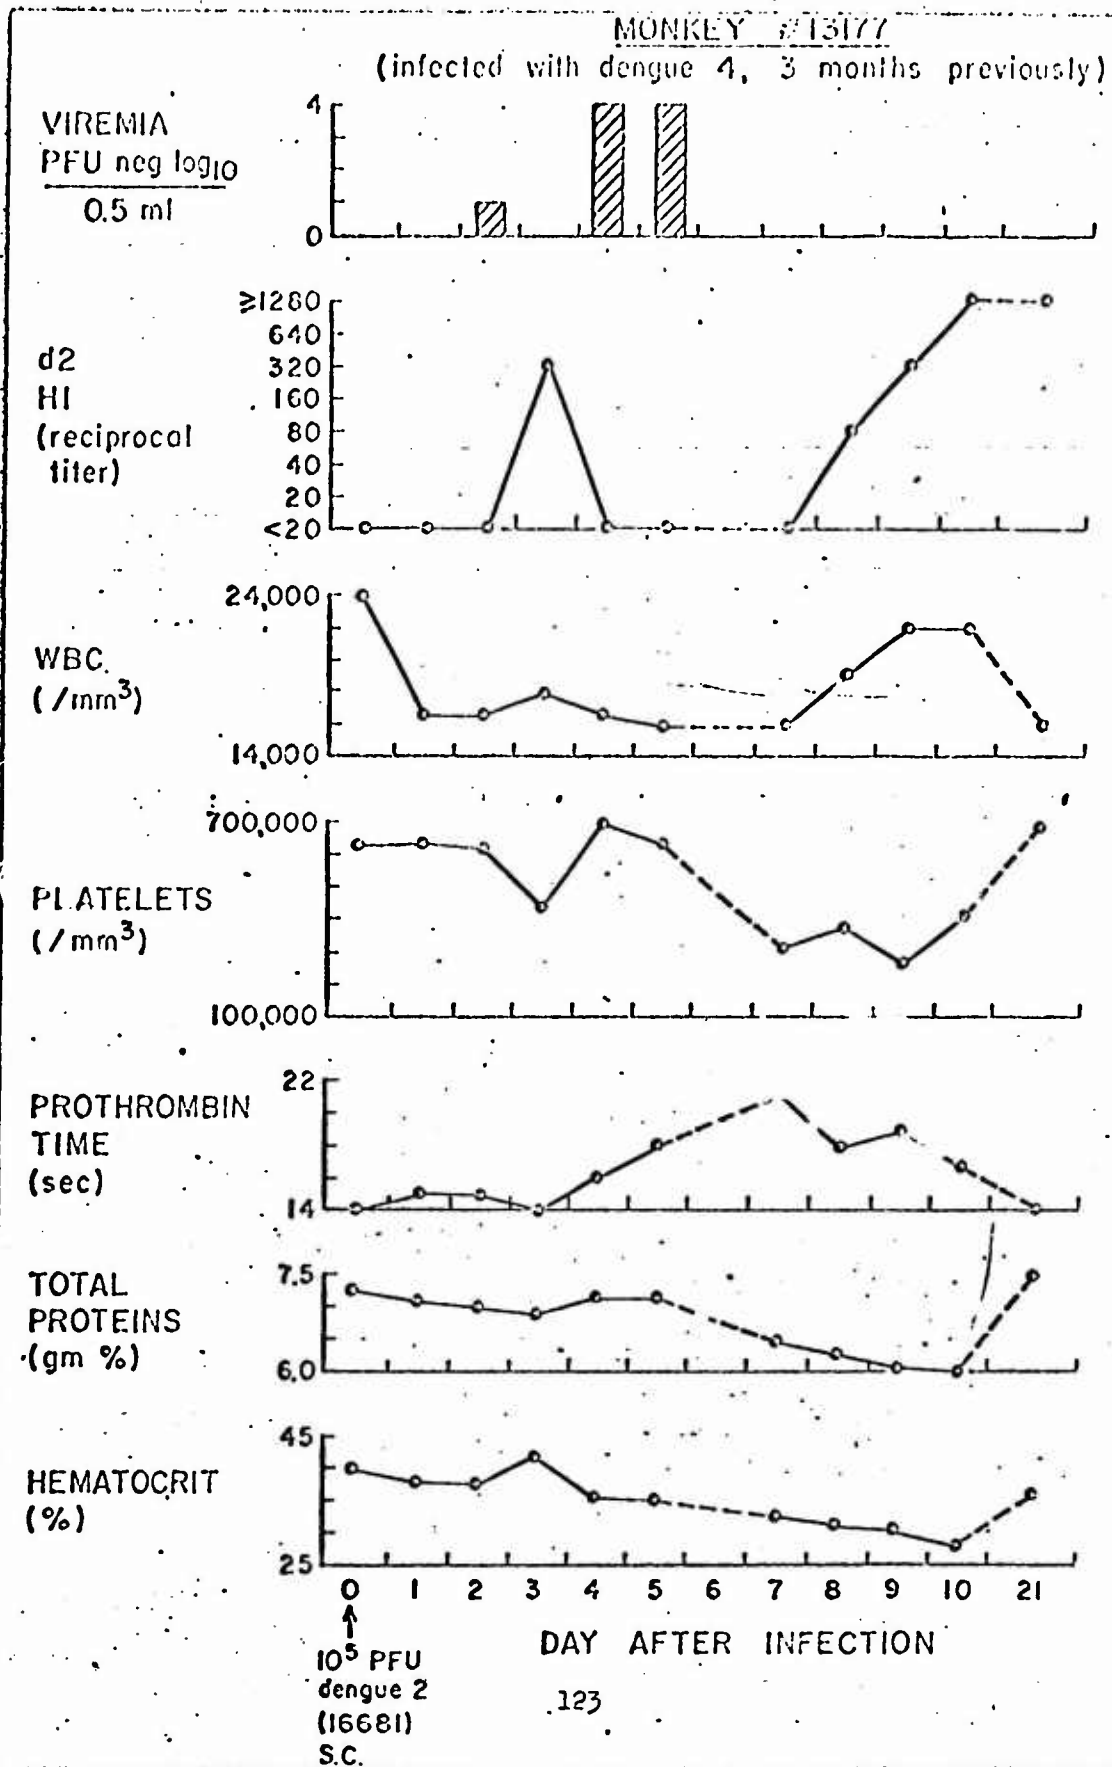 MONKEY #13177
(infected with dengue 4, 3 months previously)
VIREMIA
PFU neg log10
0.5 ml
4
0
d2
HI
(reciprocal
titer)
≥1280
640
320
160
80
40
20
<20
WBC.
(/mm³)
24,000
14,000
PLATELETS
(/mm³)
700,000
100,000
PROTHROMBIN
TIME
(sec)
22
14
TOTAL
PROTEINS
(gm %)
7.5
6.0
HEMATOCRIT
(%)
45
25
0 1 2 3 4 5 6 7 8 9 10 21
DAY AFTER INFECTION
10⁵ PFU
dengue 2
(16681)
S.C.
123